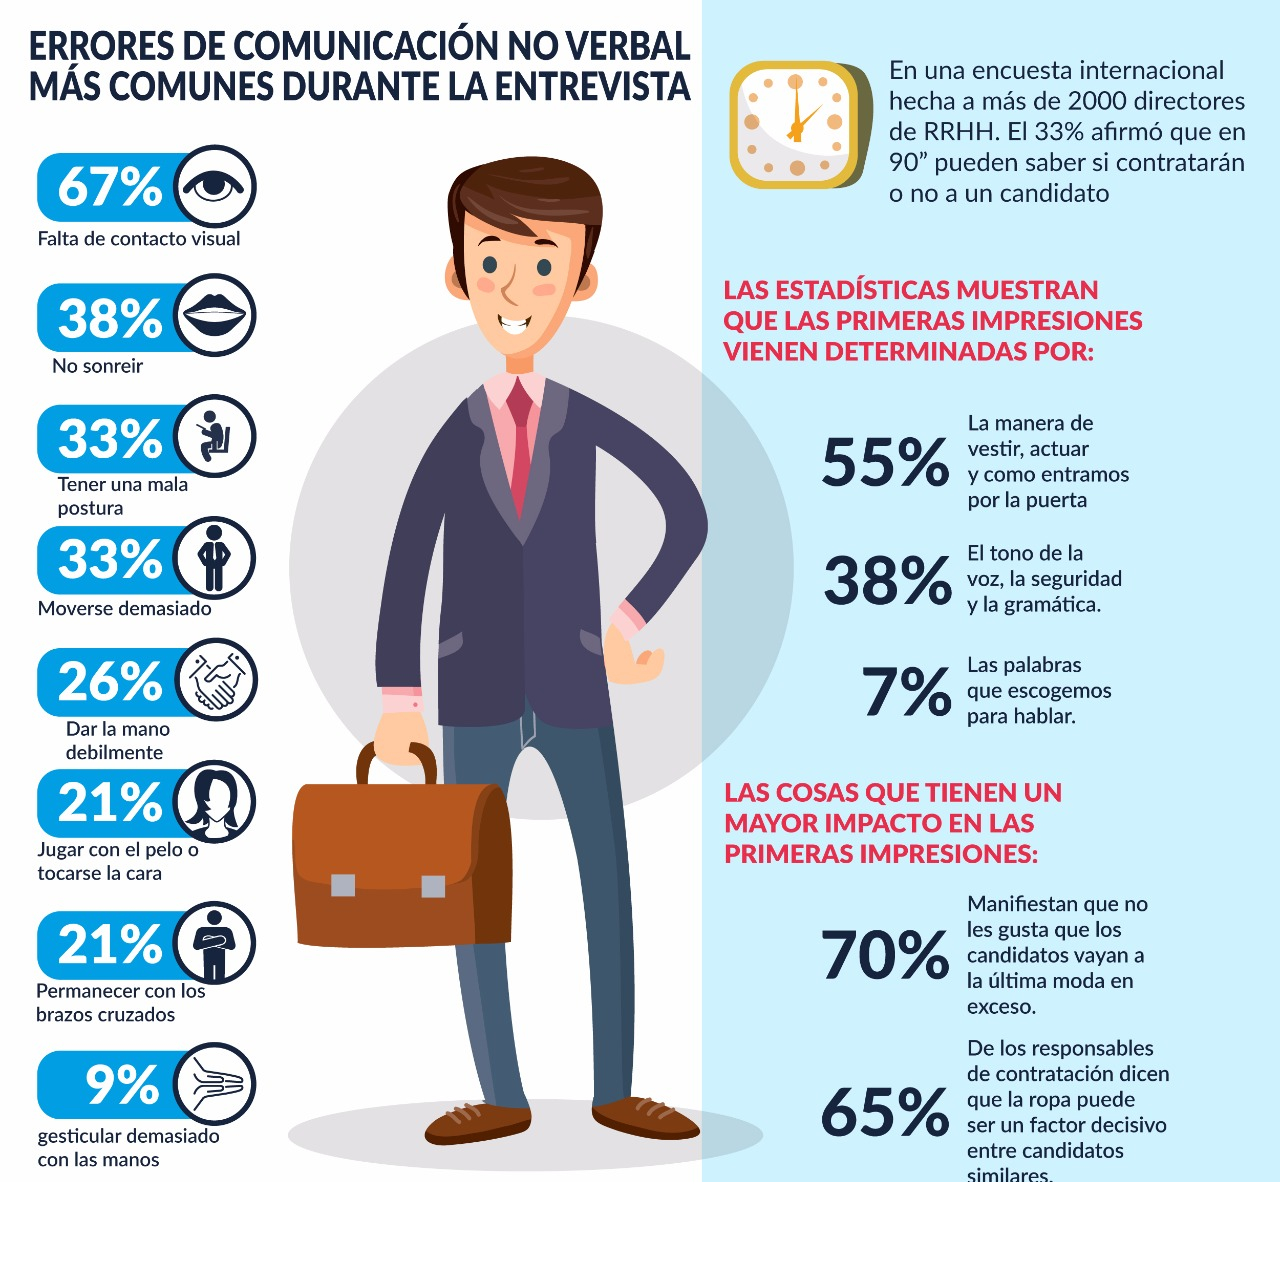 ERRORES DE COMUNICACIÓN NO VERBAL
MÁS COMUNES DURANTE LA ENTREVISTA
67%
Falta de contacto visual
38%
No sonreir
33%
Tener una mala
postura
33%
Moverse demasiado
26%
Dar la mano
debilmente
21%
Jugar con el pelo o
tocarse la cara
21%
Permanecer con los
brazos cruzados
9%
gesticular demasiado
con las manos
En una encuesta internacional
hecha a más de 2000 directores
de RRHH. El 33% afirmó que en
90” pueden saber si contratarán
o no a un candidato
LAS ESTADÍSTICAS MUESTRAN
QUE LAS PRIMERAS IMPRESIONES
VIENEN DETERMINADAS POR:
55%
La manera de
vestir, actuar
y como entramos
por la puerta
38%
El tono de la
voz, la seguridad
y la gramática.
7%
Las palabras
que escogemos
para hablar.
LAS COSAS QUE TIENEN UN
MAYOR IMPACTO EN LAS
PRIMERAS IMPRESIONES:
70%
Manifiestan que no
les gusta que los
candidatos vayan a
la última moda en
exceso.
65%
De los responsables
de contratación dicen
que la ropa puede
ser un factor decisivo
entre candidatos
similares.